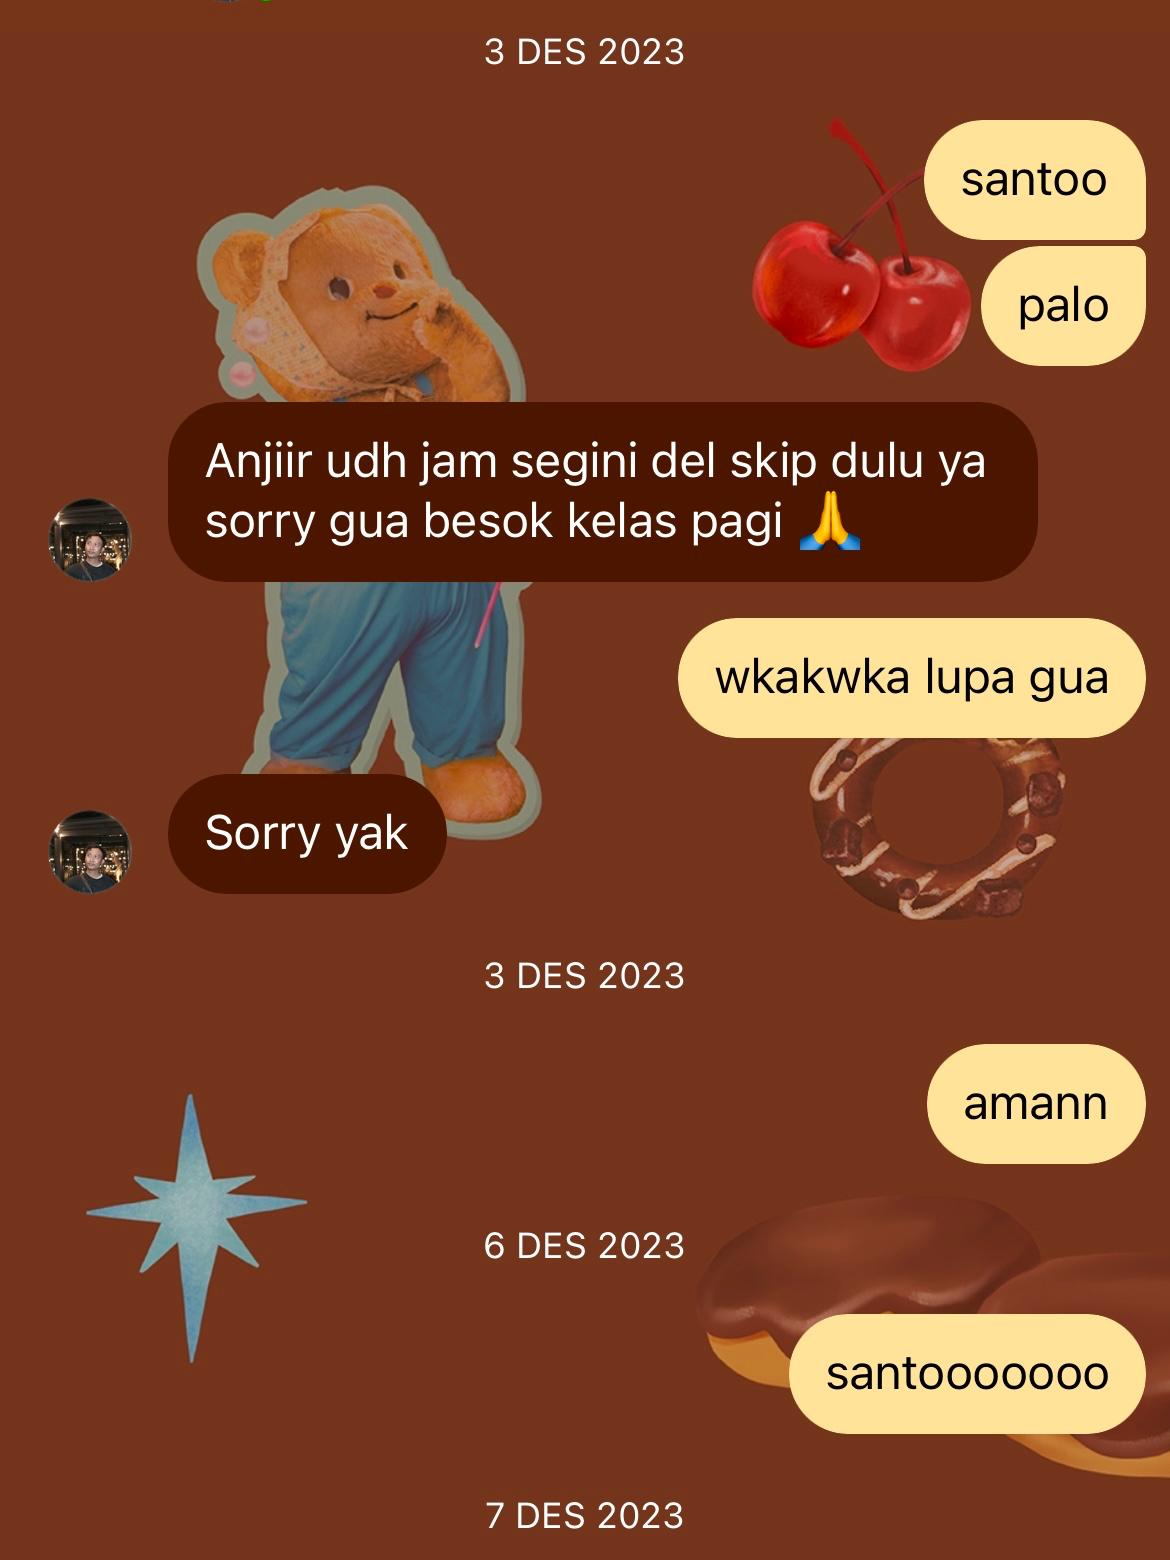 3 DES 2023
santoo
palo
Anjiir udh jam segini del skip dulu ya
sorry gua besok kelas pagi 🙏
wkakwka lupa gua
Sorry yak
3 DES 2023
amann
6 DES 2023
santooooooo
7 DES 2023